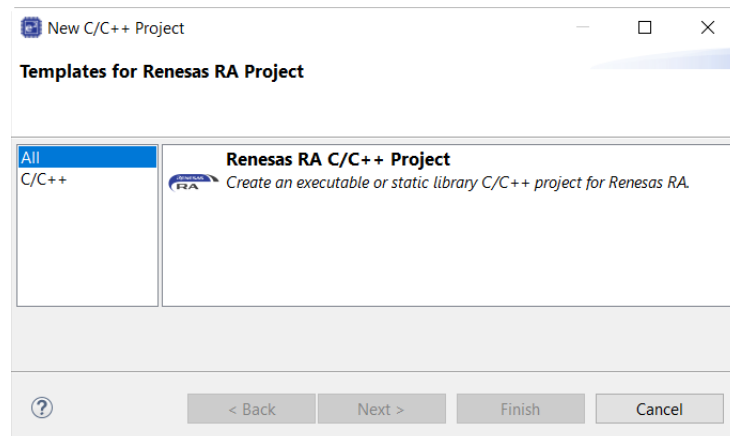 New C/C++ Project
Templates for Renesas RA Project
All
C/C++
Renesas RA C/C++ Project
RENESAS
RA
Create an executable or static library C/C++ project for Renesas RA.
?
< Back
Next >
Finish
Cancel